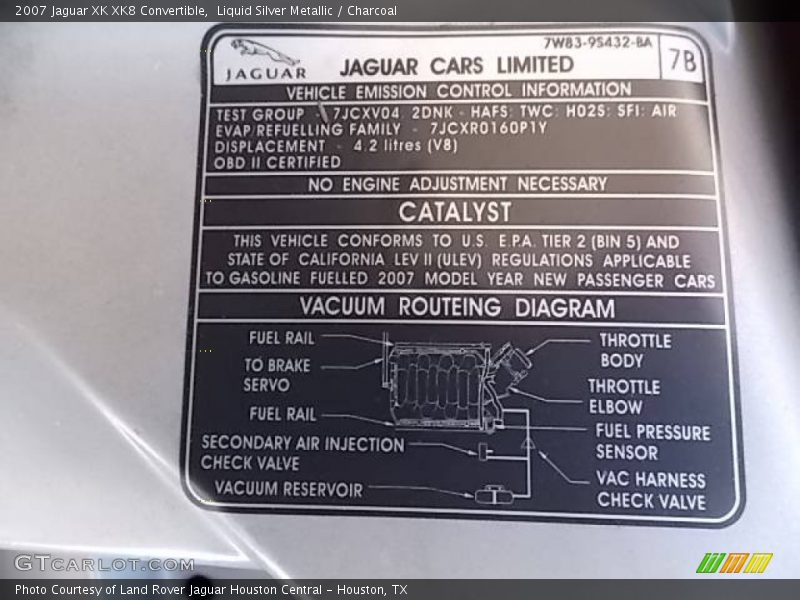 2007 Jaguar XK XK8 Convertible,  Liquid Silver Metallic / Charcoal
7W83-9S432-BA
7B
JAGUAR
JAGUAR CARS LIMITED
VEHICLE EMISSION CONTROL INFORMATION
TEST GROUP - 7JCXV04. 2DNK - HAFS: TWC: HO2S: SFI: AIR
EVAP/REFUELLING FAMILY - 7JCXR0160P1Y
DISPLACEMENT - 4.2 litres (V8)
OBD II CERTIFIED
NO ENGINE ADJUSTMENT NECESSARY
CATALYST
THIS VEHICLE CONFORMS TO U.S. E.P.A. TIER 2 (BIN 5) AND
STATE OF CALIFORNIA LEV II (ULEV) REGULATIONS APPLICABLE
TO GASOLINE FUELLED 2007 MODEL YEAR NEW PASSENGER CARS
VACUUM ROUTEING DIAGRAM
FUEL RAIL
TO BRAKE
SERVO
FUEL RAIL
SECONDARY AIR INJECTION
CHECK VALVE
VACUUM RESERVOIR
THROTTLE
BODY
THROTTLE
ELBOW
FUEL PRESSURE
SENSOR
VAC HARNESS
CHECK VALVE
GTCarLot.com
Photo Courtesy of Land Rover Jaguar Houston Central - Houston, TX